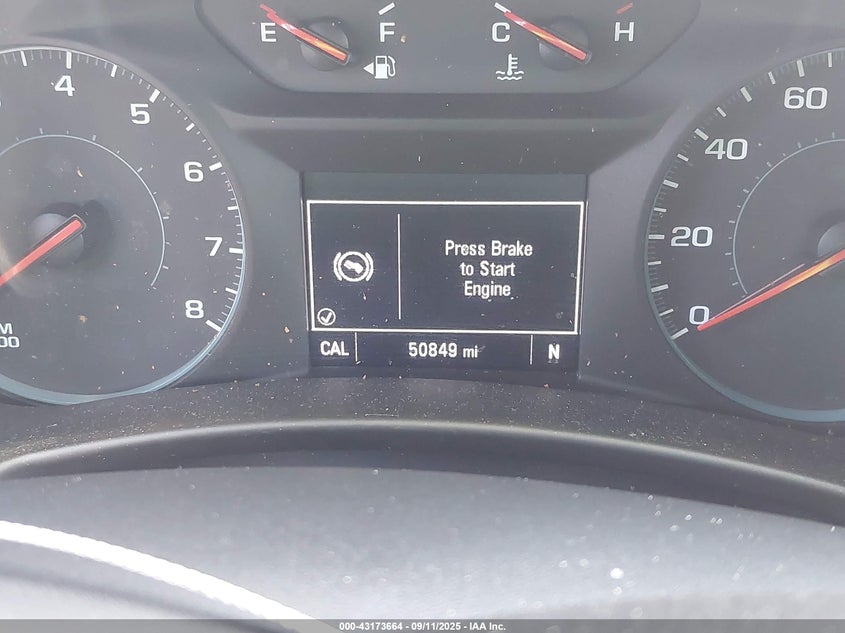 E F C H
4
5
6
7
8
60
40
20
0
Press Brake
to Start
Engine
CAL 50849 mi N
000-43173664 - 09/11/2025 - IAA Inc.